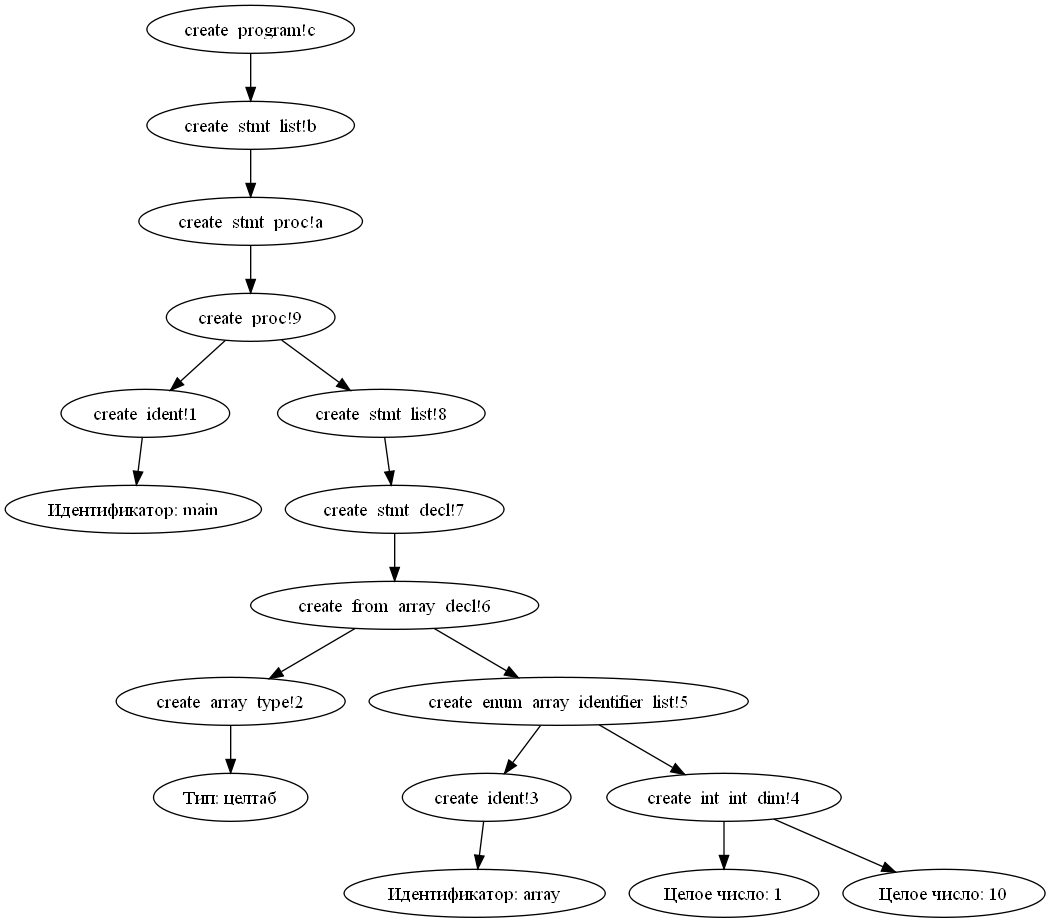 create program!c
create stmt list!b
create stmt proc!a
create proc!9
create ident!1
create stmt list!8
Идентификатор: main
create stmt decl!7
create from array decl!6
create array type!2
create enum array identifier list!5
Тип: целтаб
create ident!3
create int int dim!4
Идентификатор: array
Целое число: 1
Целое число: 10